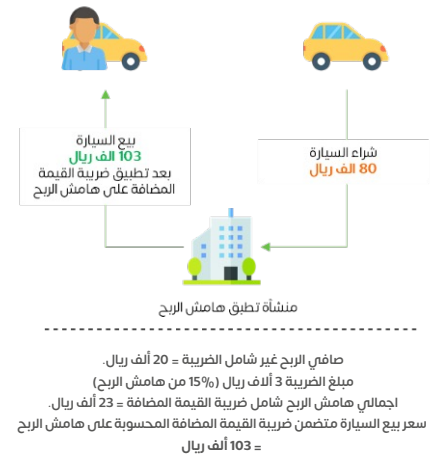 شراء السيارة
80 الف ريال
بيع السيارة
103 الف ريال
بعد تطبيق ضريبة القيمة
المضافة على هامش الربح
منشأة تطبق هامش الربح
صافي الربح غير شامل الضريبة = 20 ألف ريال.
مبلغ الضريبة 3 ألاف ريال (15% من هامش الربح)
اجمالي هامش الربح شامل ضريبة القيمة المضافة = 23 ألف ريال.
سعر بيع السيارة متضمن ضريبة القيمة المضافة المحسوبة على هامش الربح
= 103 ألف ريال